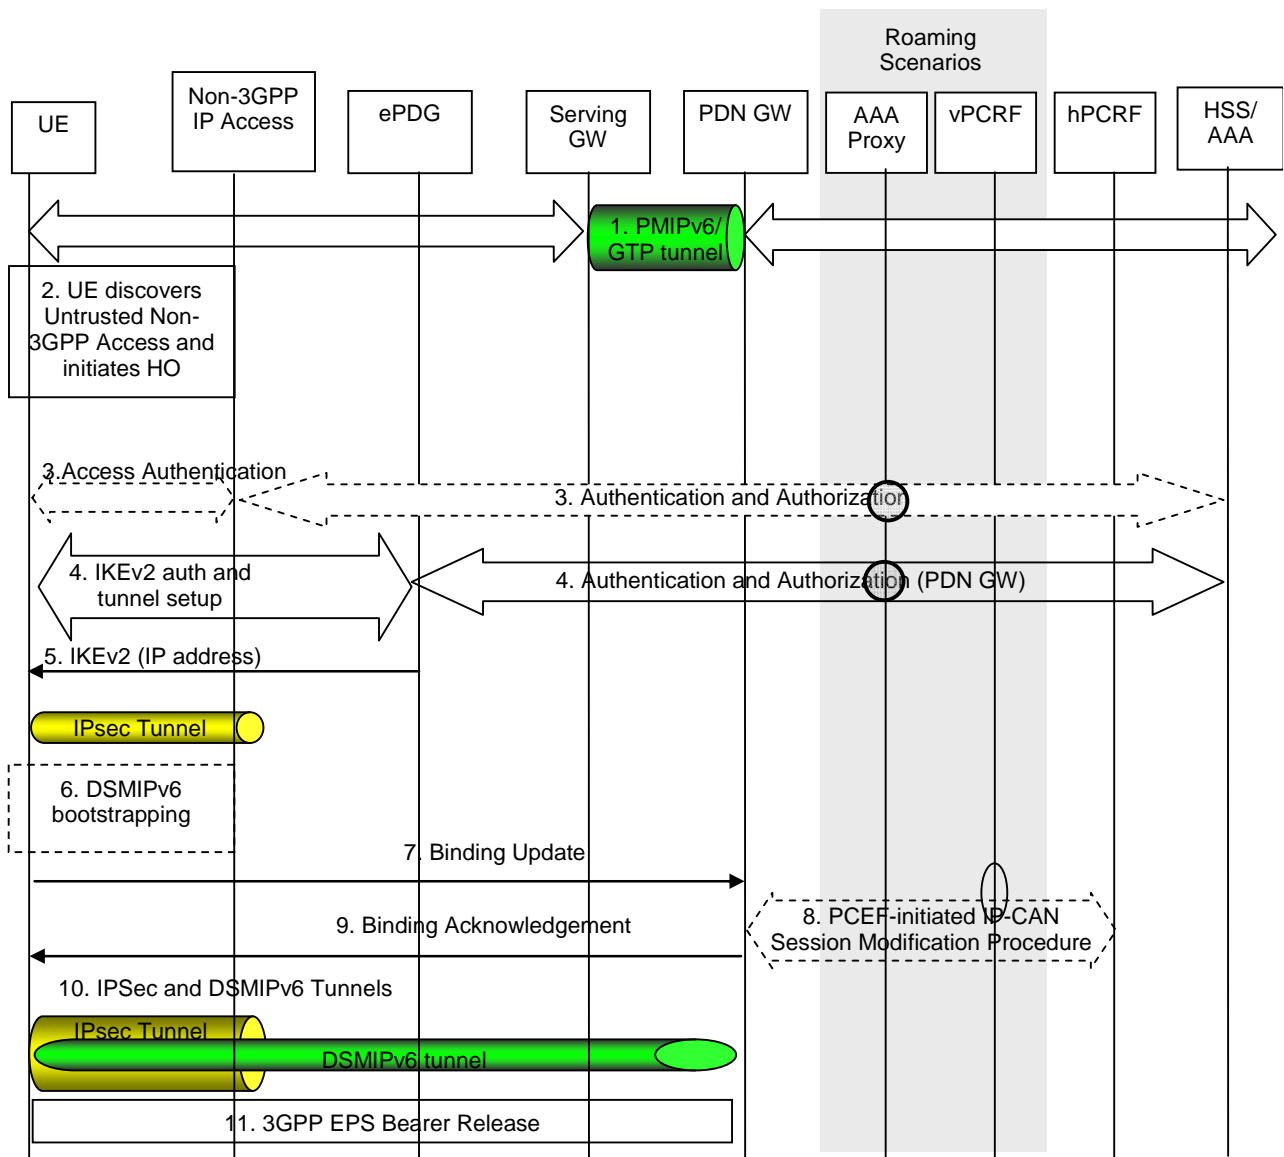 Roaming
Scenarios
UE
Non-3GPP
IP Access
ePDG
Serving
GW
PDN GW
AAA
Proxy
vPCRF
hPCRF
HSS/
AAA
1. PMIPv6/
GTP tunnel
2. UE discovers
Untrusted Non-
3GPP Access and
initiates HO
3.Access Authentication
3. Authentication and Authorization
4. IKEv2 auth and
tunnel setup
4. Authentication and Authorization (PDN GW)
5. IKEv2 (IP address)
IPsec Tunnel
6. DSMIPv6
bootstrapping
7. Binding Update
8. PCEF-initiated IP-CAN
Session Modification Procedure
9. Binding Acknowledgement
10. IPSec and DSMIPv6 Tunnels
IPsec Tunnel
DSMIPv6 tunnel
11. 3GPP EPS Bearer Release